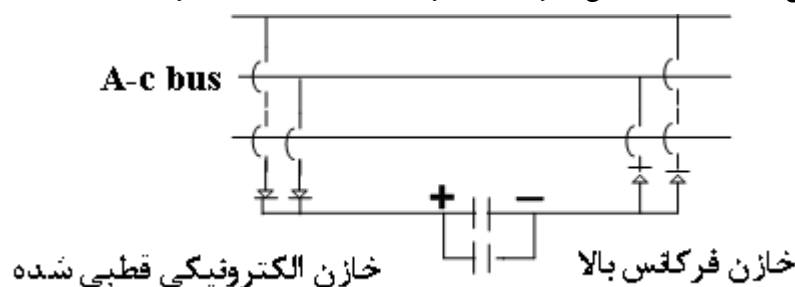 A-c bus
+ −
خازن فرکانس بالا
خازن الکترونیکی قطبی شده